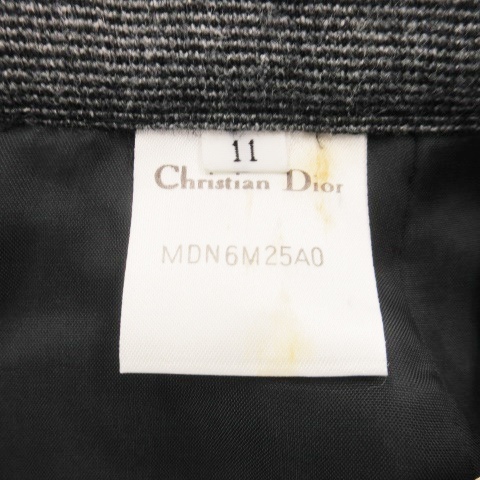 11
Christian Dior
MDN6M25A0